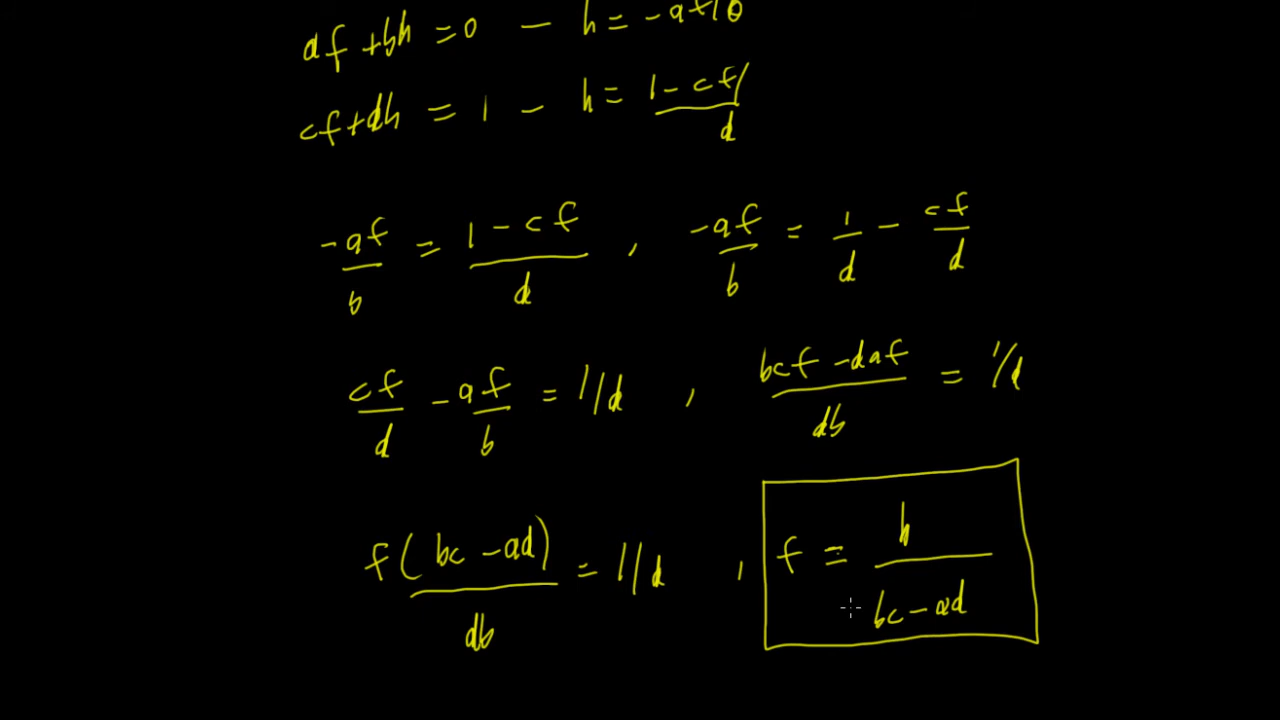 af + bh = 0 — h = -af/b
cf + dh = 1 — h = 1 - cf / d
-af/b = 1 - cf / d , -af/b = 1/d - cf/d
cf/d - af/b = 1/d , bcf - daf / db = 1/d
f(bc - ad) / db = 1/d , f = b / bc - ad